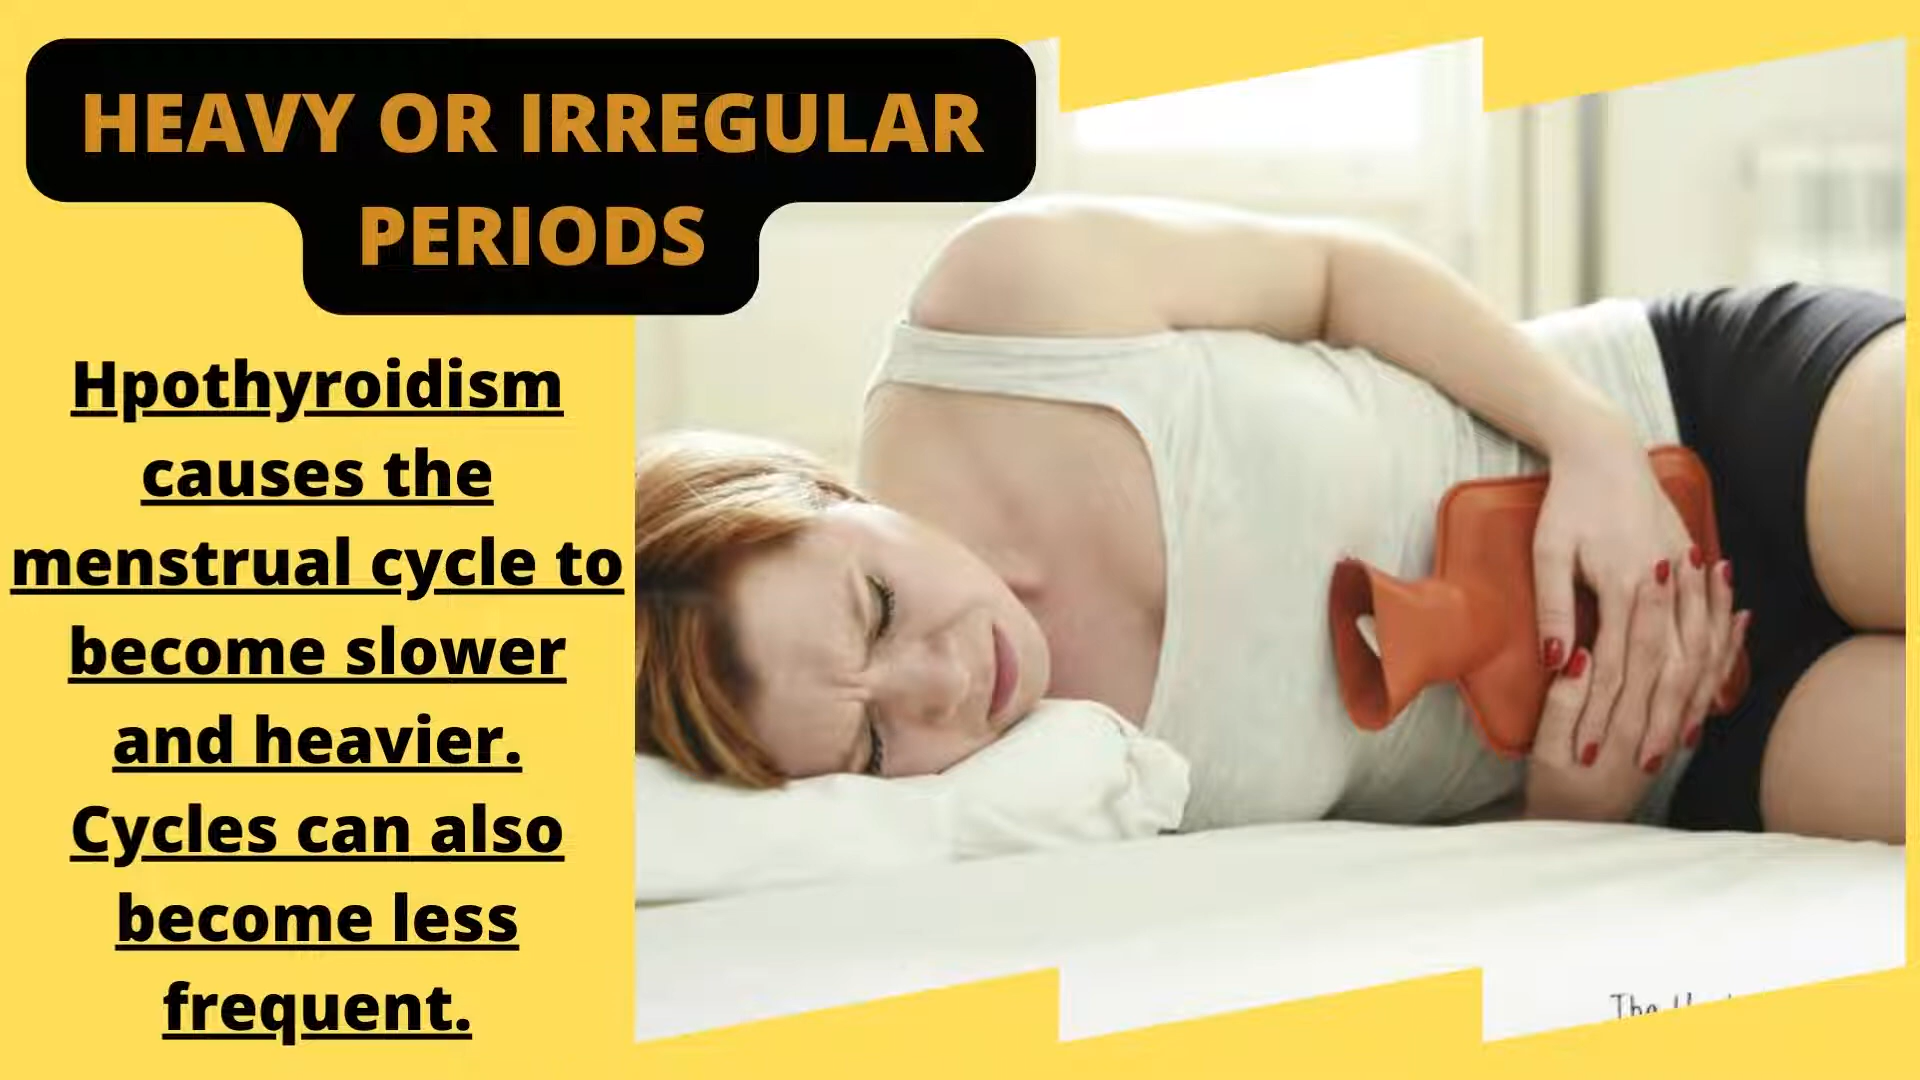 HEAVY OR IRREGULAR
PERIODS
Hpothyroidism
causes the
menstrual cycle to
become slower
and heavier.
Cycles can also
become less
frequent.
The